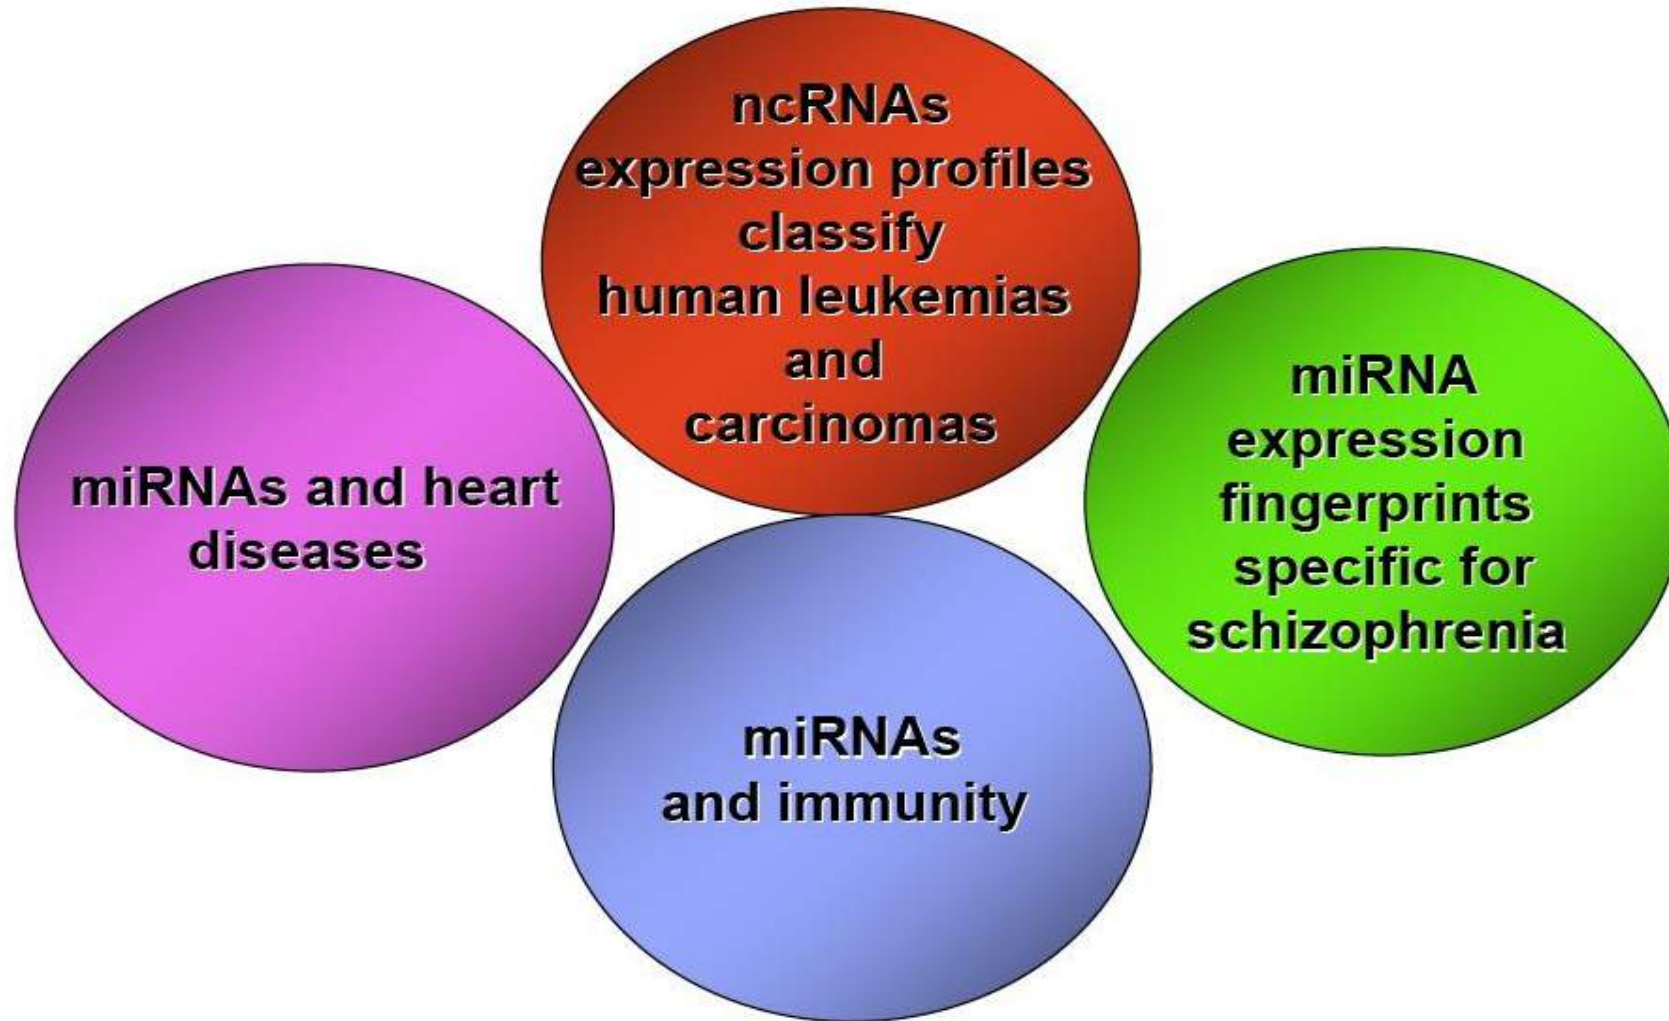 ncRNAs
expression profiles
classify
human leukemias
and
carcinomas
miRNAs and heart
diseases
miRNA
expression
fingerprints
specific for
schizophrenia
miRNAs
and immunity